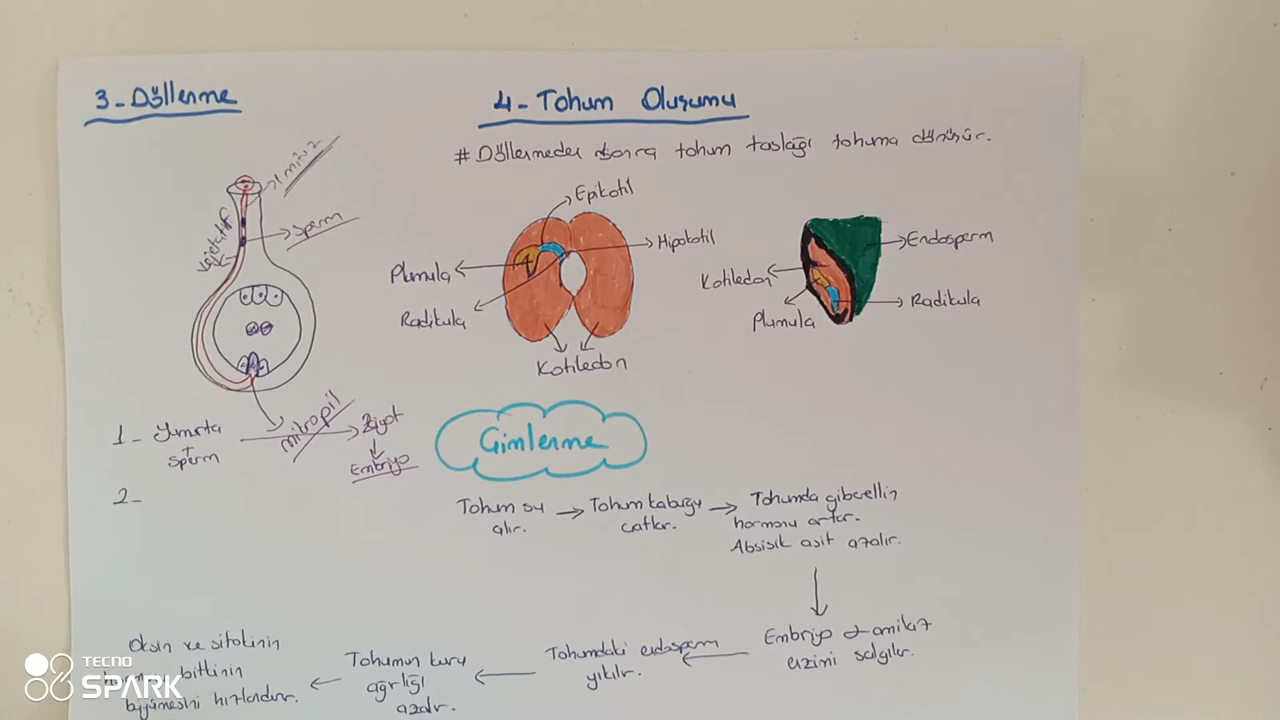 3 - Döllenme
1 mitoz
vejetatif
Sperm
1 - Yumurta
+
sperm
mikropil
Zigot
Embriyo
2 -
4 - Tohum Oluşumu
# Döllenmeden sonra tohum taslağı tohuma dönüşür.
Epikotil
Hipokotil
Plumula
Radikula
Kotiledon
Endosperm
Kotiledon
Plumula
Radikula
Çimlenme
Tohum su
alır.
Tohum kabuğu
çatlar.
Tohumda giberellin
hormonu artar.
Absisik asit azalır.
Embriyo α-amilaz
enzimi salgılar.
Tohumdaki endosperm
yıkılır.
Tohumun kuru
ağırlığı
azalır.
Oksin ve sitokinin
bitkinin
büyümesini hızlandırır.
TECNO
SPARK